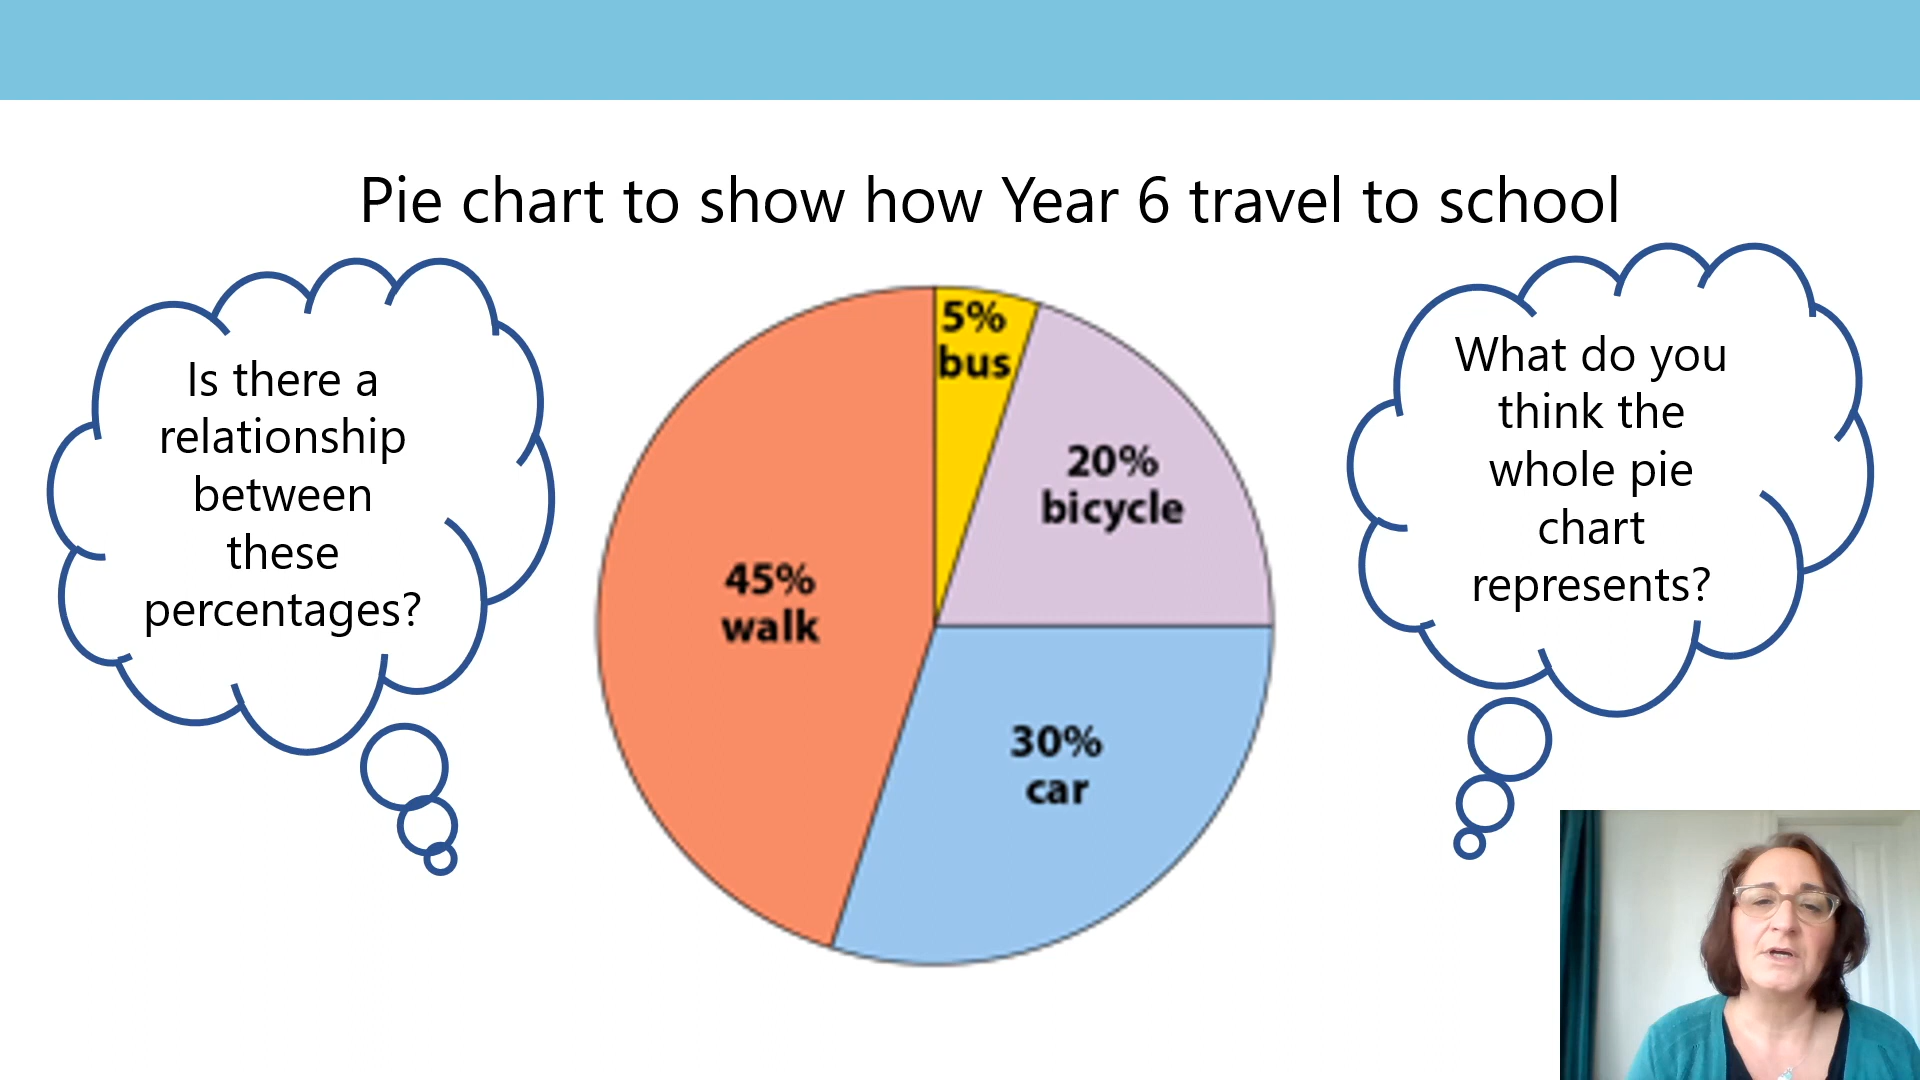 Pie chart to show how Year 6 travel to school
Is there a
relationship
between
these
percentages?
5%
bus
20%
bicycle
45%
walk
30%
car
What do you
think the
whole pie
chart
represents?